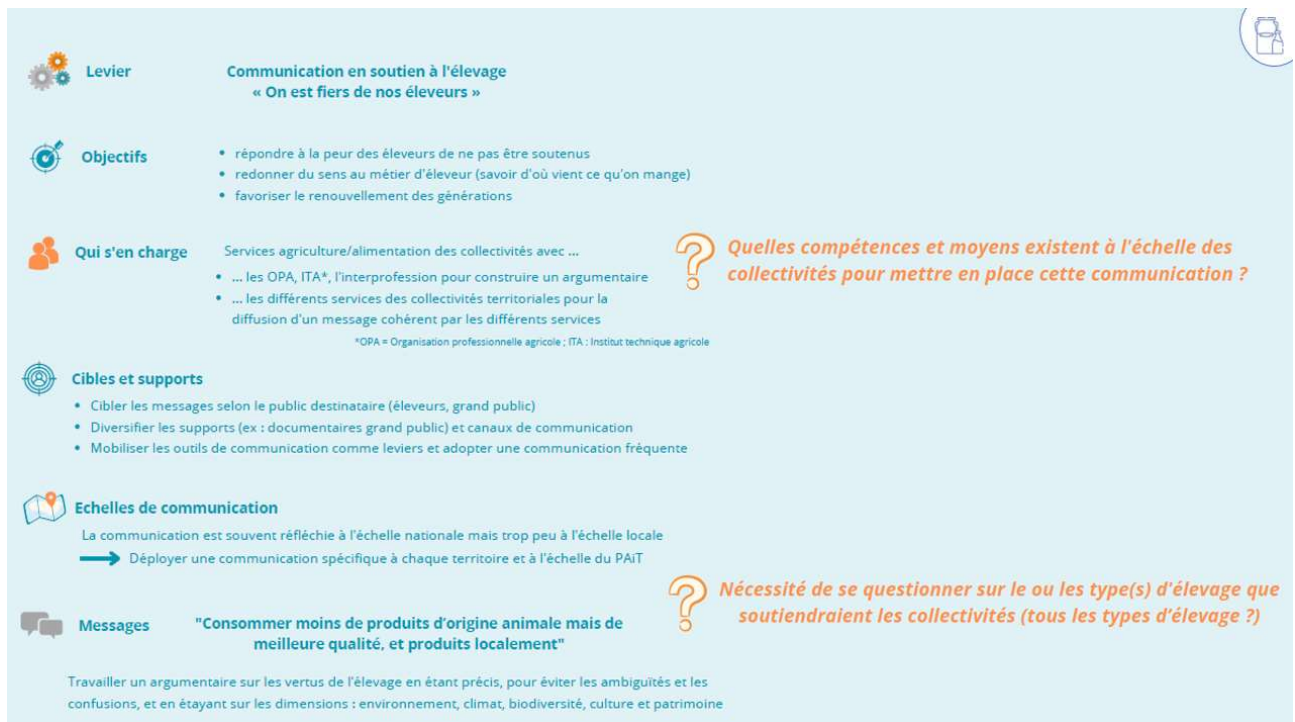 Levier
Communication en soutien à l'élevage
« On est fiers de nos éleveurs »
Objectifs
• répondre à la peur des éleveurs de ne pas être soutenus
• redonner du sens au métier d'éleveur (savoir d'où vient ce qu'on mange)
• favoriser le renouvellement des générations
Qui s'en charge
Services agriculture/alimentation des collectivités avec ...
• ... les OPA, ITA*, l'interprofession pour construire un argumentaire
• ... les différents services des collectivités territoriales pour la
diffusion d'un message cohérent par les différents services
*OPA = Organisation professionnelle agricole ; ITA : Institut technique agricole
Quelles compétences et moyens existent à l'échelle des
collectivités pour mettre en place cette communication ?
Cibles et supports
• Cibler les messages selon le public destinataire (éleveurs, grand public)
• Diversifier les supports (ex : documentaires grand public) et canaux de communication
• Mobiliser les outils de communication comme leviers et adopter une communication frèquente
Echelles de communication
La communication est souvent réfléchie à l'échelle nationale mais trop peu à l'échelle locale
Déployer une communication spécifique à chaque territoire et à l'échelle du PAiT
Nécessité de se questionner sur le ou les type(s) d'élevage que
soutiendraient les collectivités (tous les types d'élevage ?)
Messages
"Consommer moins de produits d'origine animale mais de
meilleure qualité, et produits localement"
Travailler un argumentaire sur les vertus de l'élevage en étant précis, pour éviter les ambiguïtés et les
confusions, et en étayant sur les dimensions : environnement, climat, biodiversité, culture et patrimoine